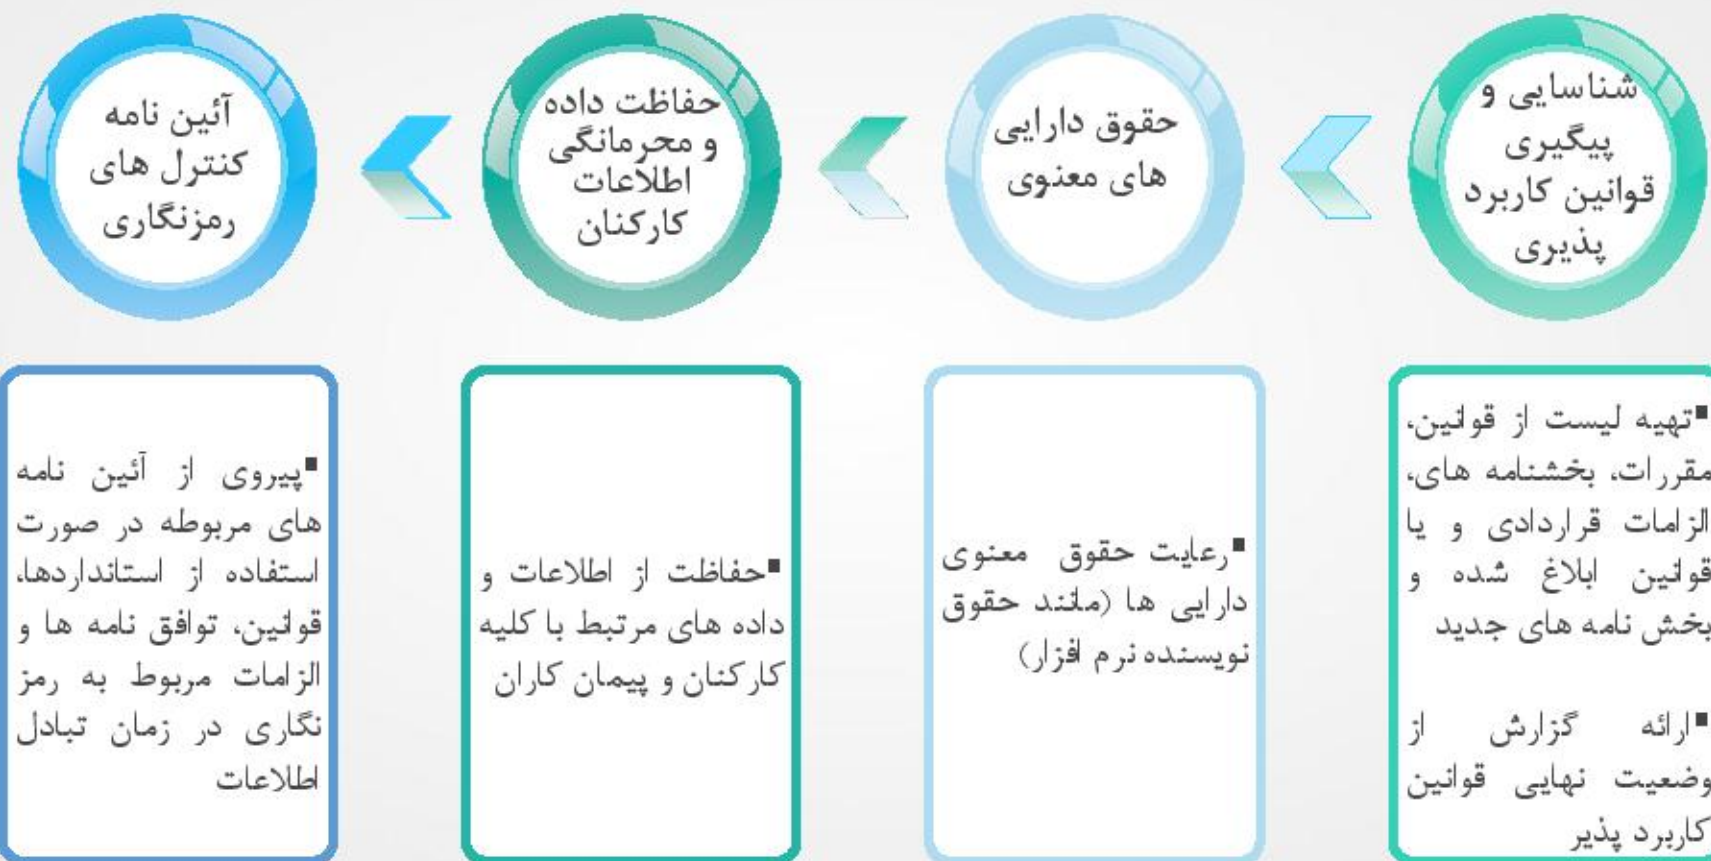 شناسایی و
پیگیری
قوانین کاربرد
پذیری
حقوق دارایی
های معنوی
حفاظت داده
و محرمانگی
اطلاعات
کارکنان
آئین نامه
کنترل های
رمزنگاری
▪تهیه لیست از قوانین،
مقررات، بخشنامه های،
الزامات قراردادی و یا
قوانین ابلاغ شده و
بخش نامه های جدید
▪ارائه گزارش از
وضعیت نهایی قوانین
کاربرد پذیر
▪رعایت حقوق معنوی
دارایی ها (مانند حقوق
نویسنده نرم افزار)
▪حفاظت از اطلاعات و
داده های مرتبط با کلیه
کارکنان و پیمان کاران
▪پیروی از آئین نامه
های مربوطه در صورت
استفاده از استانداردها،
قوانین، توافق نامه ها و
الزامات مربوط به رمز
نگاری در زمان تبادل
اطلاعات